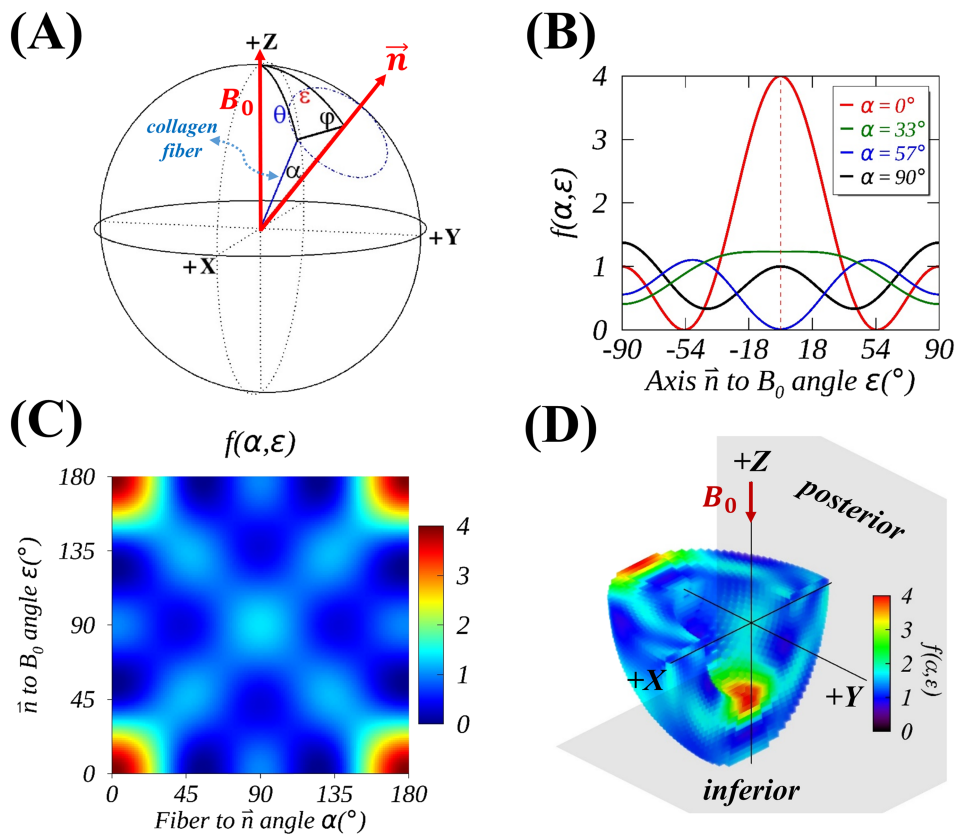 (A)
+Z
n
B0
ε
θ
φ
collagen
fiber
α
+Y
+X
(B)
4
3
2
1
0
f(α,ε)
α = 0°
α = 33°
α = 57°
α = 90°
-90 -54 -18 18 54 90
Axis n to B0 angle ε(°)
(C)
f(α,ε)
180
135
90
45
0
n to B0 angle ε(°)
0 45 90 135 180
Fiber to n angle α(°)
4
3
2
1
0
(D)
+Z
B0
posterior
+X
+Y
4
3
2
1
0
f(α,ε)
inferior